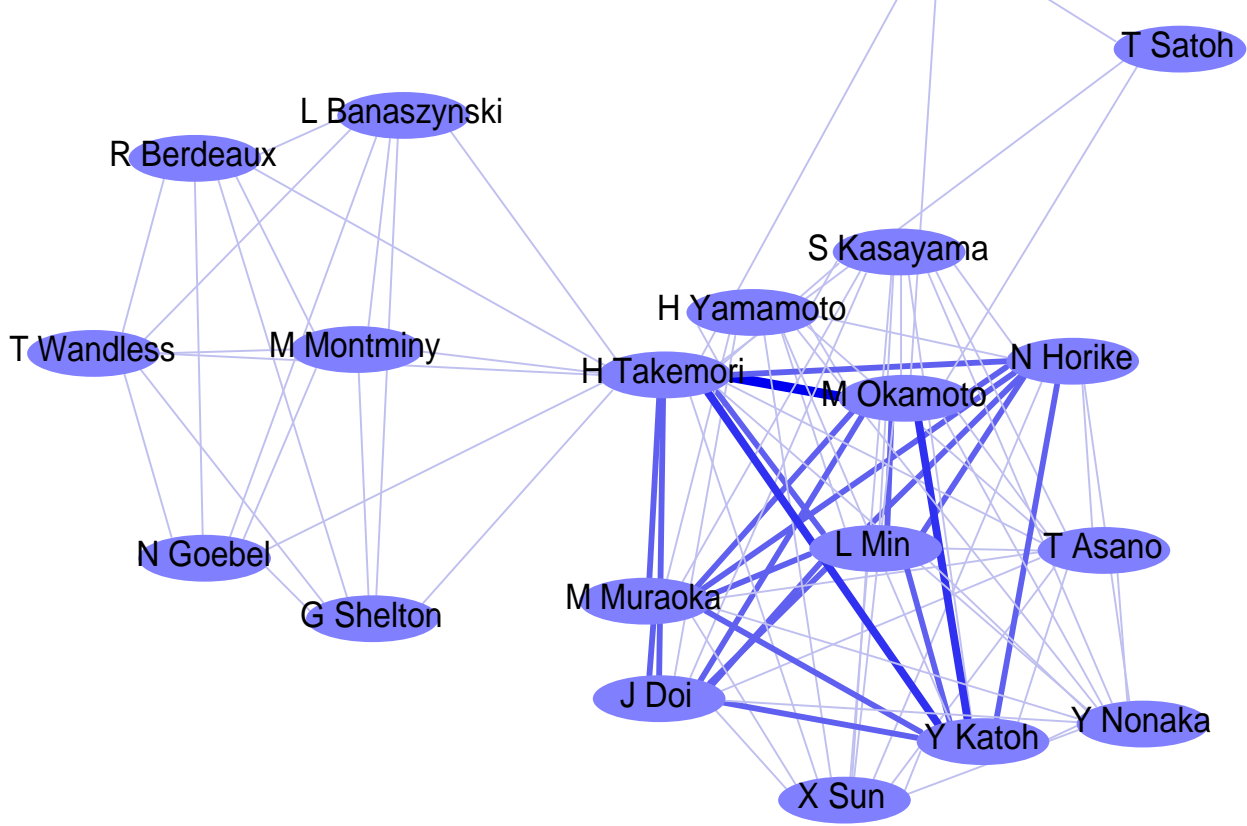 T Satoh
L Banaszynski
R Berdeaux
S Kasayama
H Yamamoto
T Wandless
M Montminy
H Takemori
N Horike
M Okamoto
N Goebel
L Min
T Asano
G Shelton
M Muraoka
J Doi
Y Katoh
Y Nonaka
X Sun